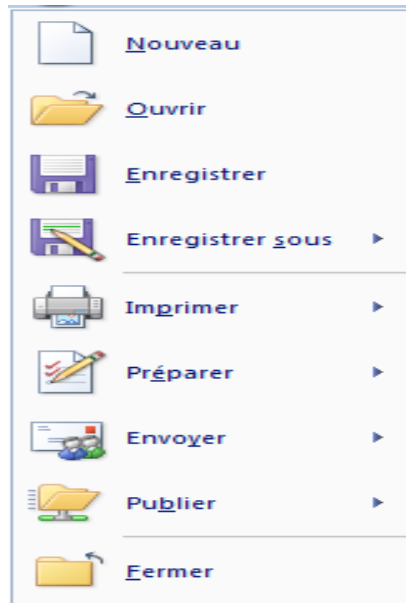 Nouveau
Ouvrir
Enregistrer
Enregistrer sous
Imprimer
Préparer
Envoyer
Publier
Fermer